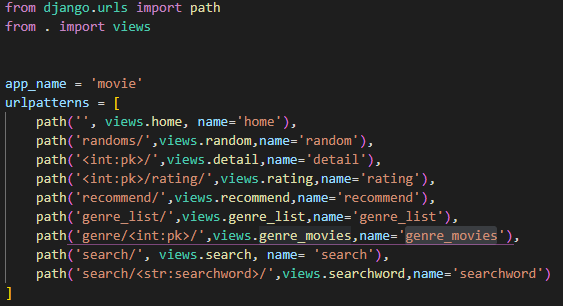 from django.urls import path
from . import views
app_name = 'movie'
urlpatterns = [
    path('', views.home, name='home'),
    path('randoms/',views.random,name='random'),
    path('<int:pk>/',views.detail,name='detail'),
    path('<int:pk>/rating/',views.rating,name='rating'),
    path('recommend/',views.recommend,name='recommend'),
    path('genre_list/',views.genre_list,name='genre_list'),
    path('genre/<int:pk>/',views.genre_movies,name='genre_movies'),
    path('search/', views.search, name= 'search'),
    path('search/<str:searchword>/',views.searchword,name='searchword')
]